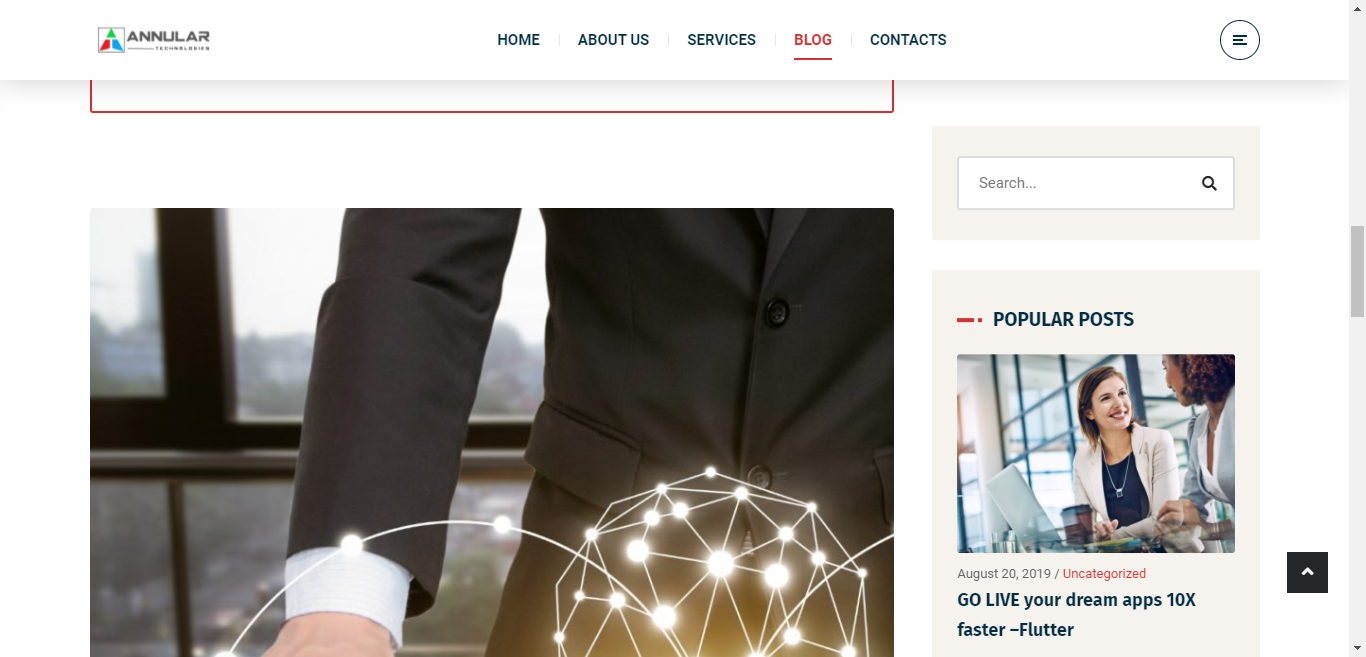 ANNULAR
TECHNOLOGIES
HOME
ABOUT US
SERVICES
BLOG
CONTACTS
Search...
POPULAR POSTS
August 20, 2019 / Uncategorized
GO LIVE your dream apps 10X
faster –Flutter